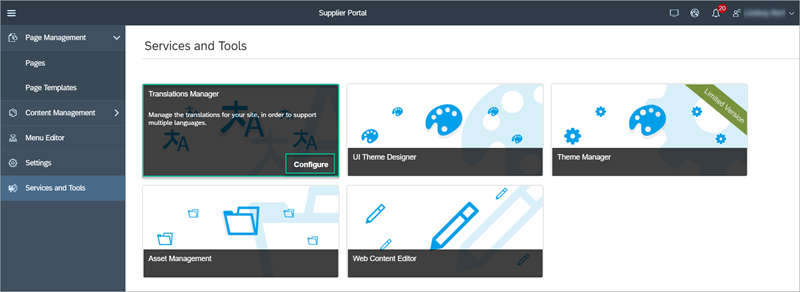 Supplier Portal
20
Page Management
Pages
Page Templates
Content Management
Menu Editor
Settings
Services and Tools
Services and Tools
Translations Manager
Manage the translations for your site, in order to support
multiple languages.
Configure
UI Theme Designer
Limited Version
Theme Manager
Asset Management
Web Content Editor